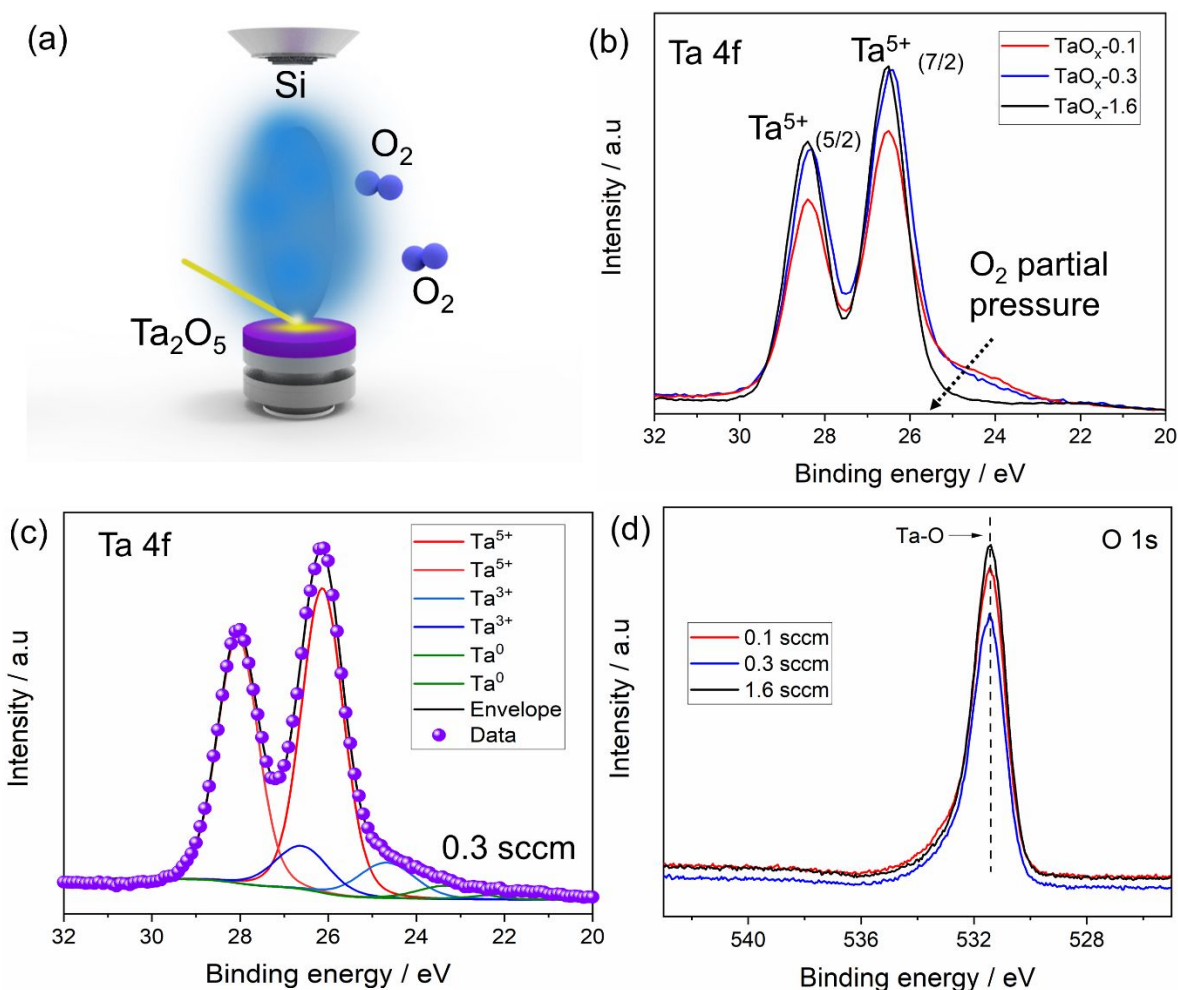 (a)
Si
O₂
O₂
Ta₂O₅
(b)
Ta 4f
Ta⁵⁺ (5/2)
Ta⁵⁺ (7/2)
TaOₓ-0.1
TaOₓ-0.3
TaOₓ-1.6
O₂ partial
pressure
Intensity / a.u
32 30 28 26 24 22 20
Binding energy / eV
(c)
Ta 4f
Ta⁵⁺
Ta⁵⁺
Ta³⁺
Ta³⁺
Ta⁰
Ta⁰
Envelope
Data
0.3 sccm
Intensity / a.u
32 30 28 26 24 22 20
Binding energy / eV
(d)
Ta-O
O 1s
0.1 sccm
0.3 sccm
1.6 sccm
Intensity / a.u
540 536 532 528
Binding energy / eV